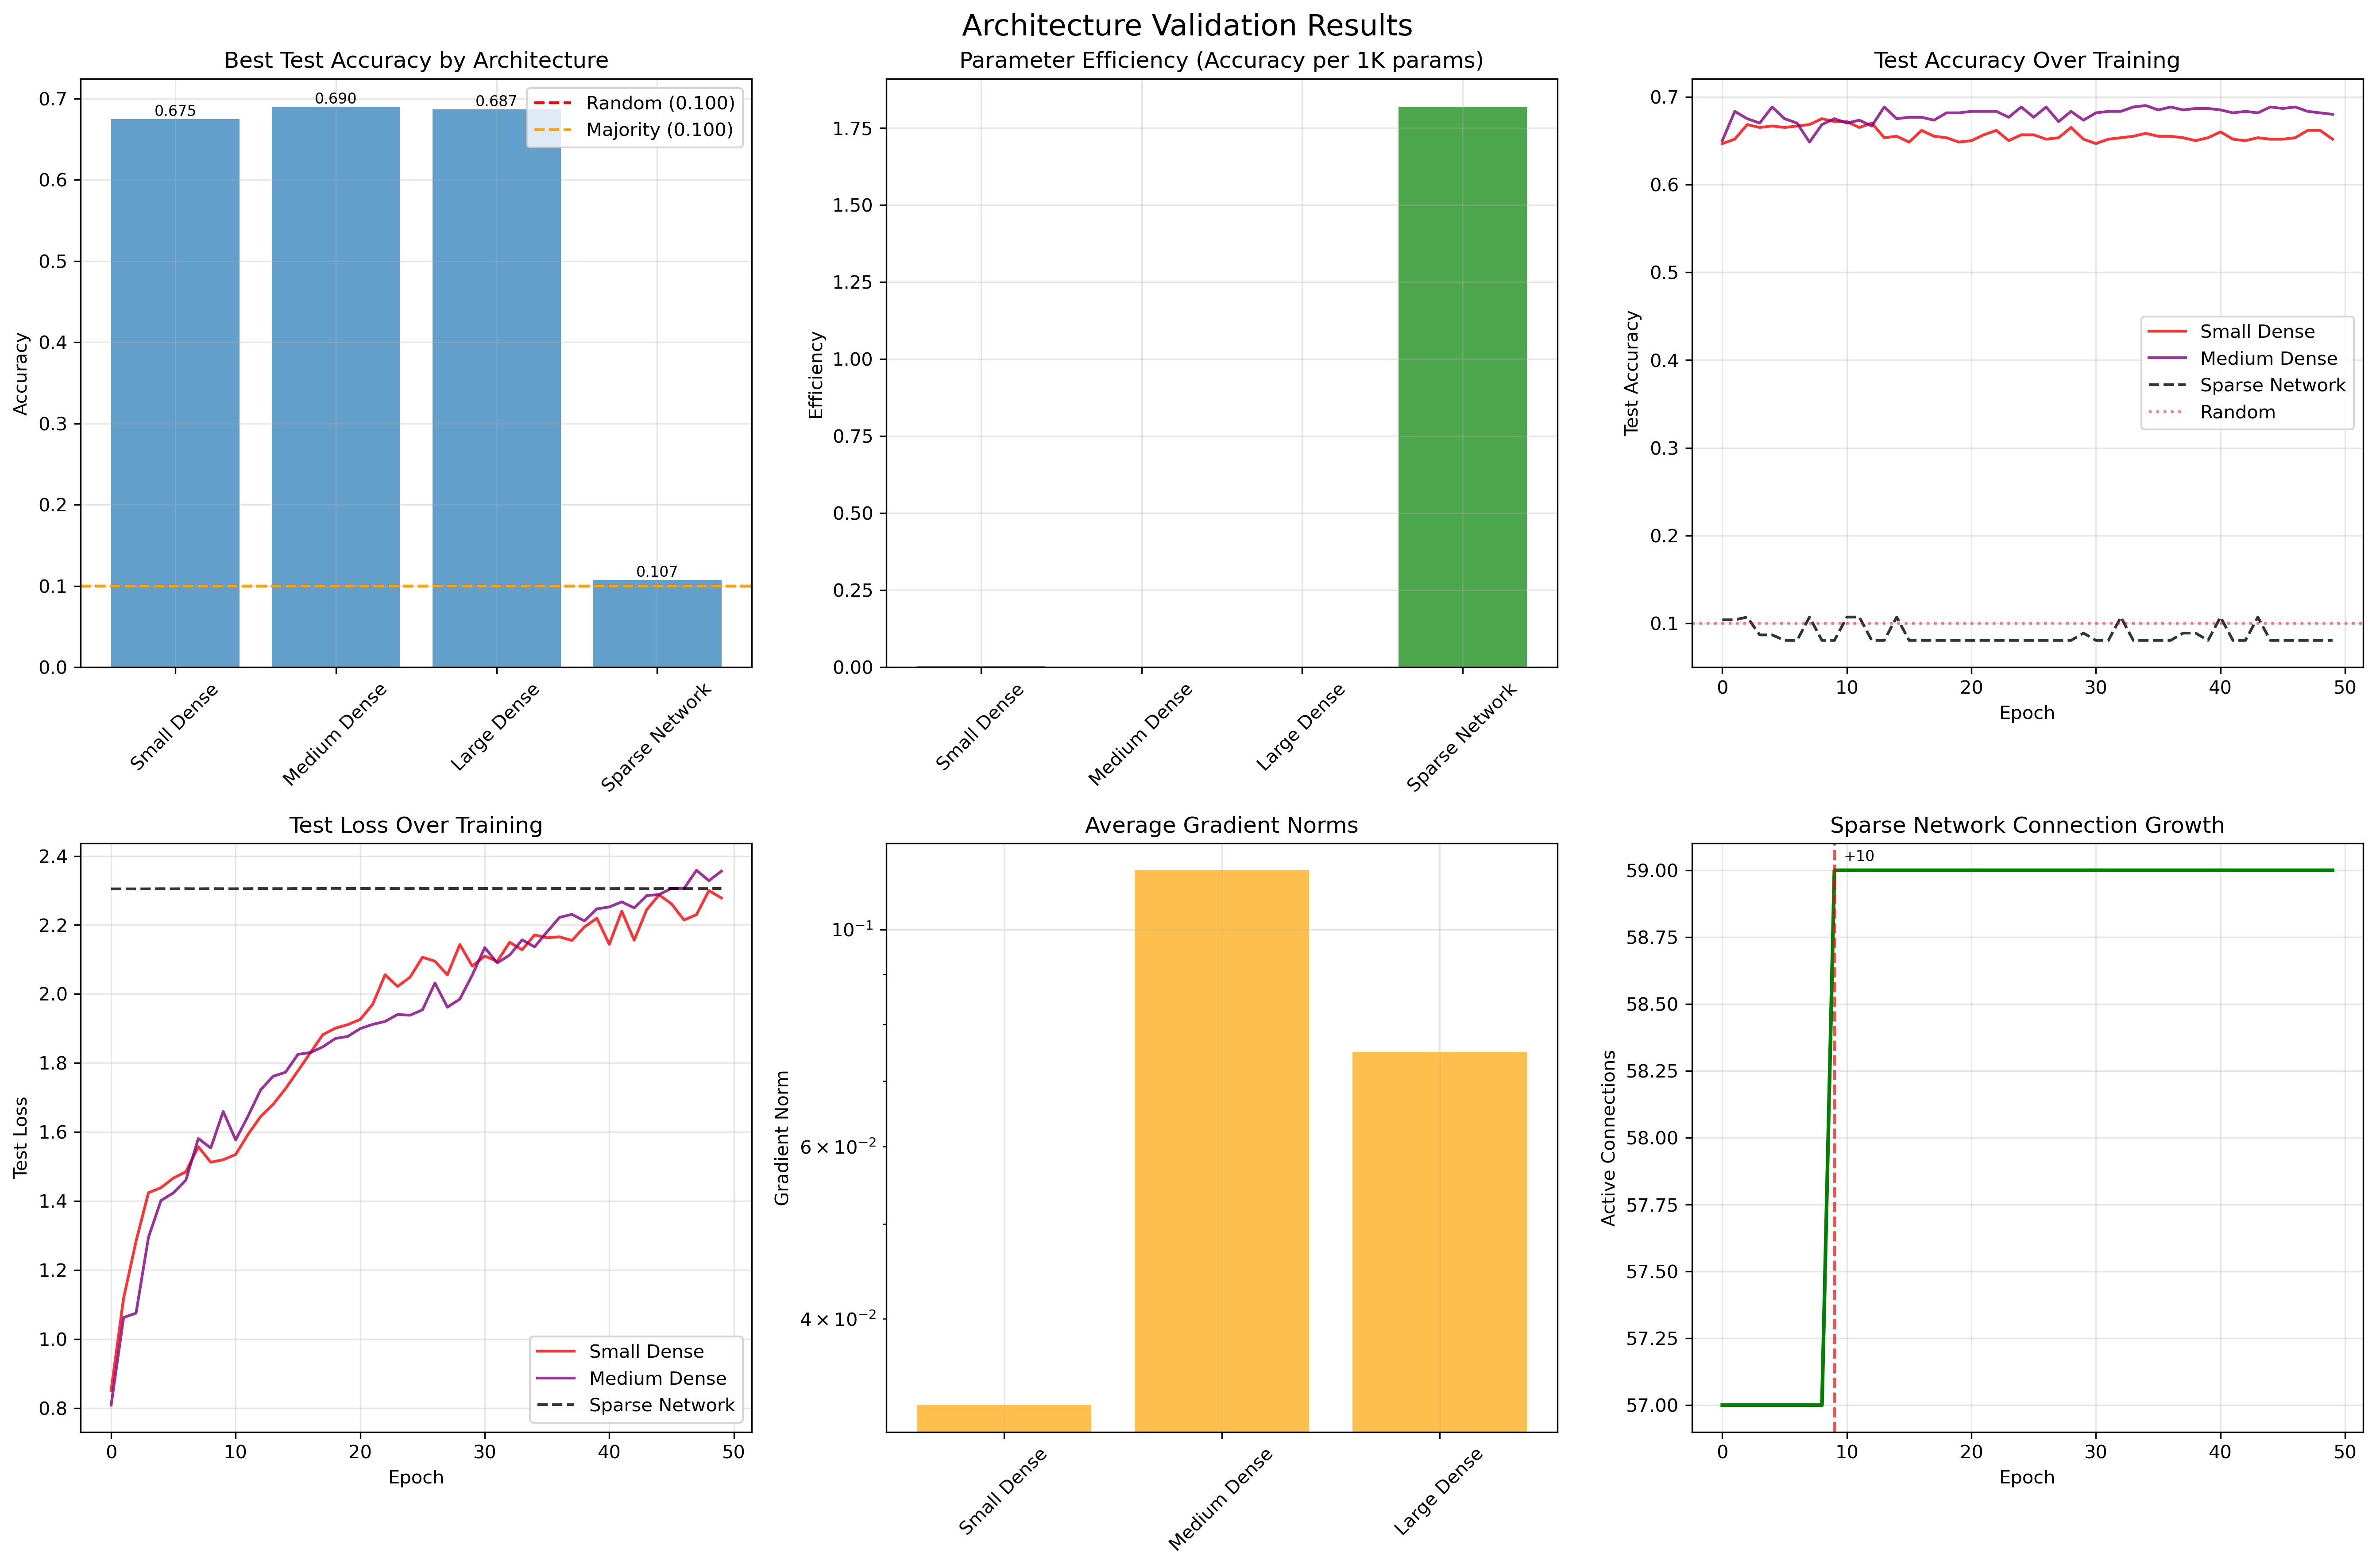 Architecture Validation Results
Best Test Accuracy by Architecture
Accuracy
0.7
0.6
0.5
0.4
0.3
0.2
0.1
0.0
0.675
0.690
0.687
0.107
Random (0.100)
Majority (0.100)
Small Dense
Medium Dense
Large Dense
Sparse Network
Parameter Efficiency (Accuracy per 1K params)
Efficiency
1.75
1.50
1.25
1.00
0.75
0.50
0.25
0.00
Small Dense
Medium Dense
Large Dense
Sparse Network
Test Accuracy Over Training
Test Accuracy
0.7
0.6
0.5
0.4
0.3
0.2
0.1
Small Dense
Medium Dense
Sparse Network
Random
0 10 20 30 40 50
Epoch
Test Loss Over Training
Test Loss
2.4
2.2
2.0
1.8
1.6
1.4
1.2
1.0
0.8
Small Dense
Medium Dense
Sparse Network
0 10 20 30 40 50
Epoch
Average Gradient Norms
Gradient Norm
10⁻¹
6 × 10⁻²
4 × 10⁻²
Small Dense
Medium Dense
Large Dense
Sparse Network Connection Growth
Active Connections
+10
59.00
58.75
58.50
58.25
58.00
57.75
57.50
57.25
57.00
0 10 20 30 40 50
Epoch